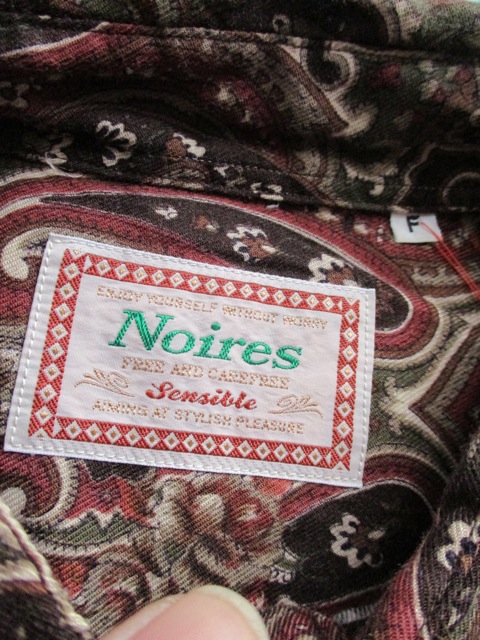 ENJOY YOURSELF WITHOUT WORRY
Noires
FREE AND CAREFREE
Sensible
AIMING AT STYLISH PLEASURE
F